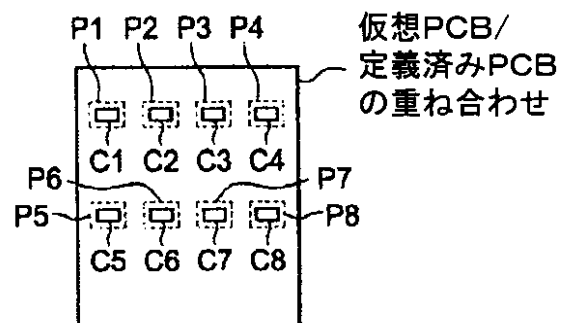 P1 P2 P3 P4
仮想PCB/
定義済みPCB
の重ね合わせ
C1 C2 C3 C4
P6 P7
P5 P8
C5 C6 C7 C8